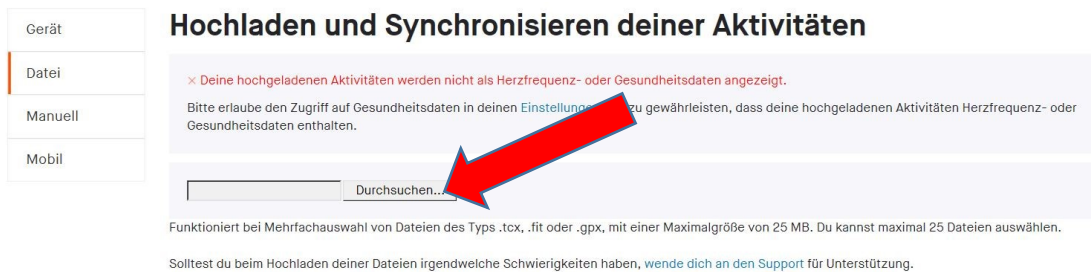 Hochladen und Synchronisieren deiner Aktivitäten
Gerät
Datei
Manuell
Mobil
× Deine hochgeladenen Aktivitäten werden nicht als Herzfrequenz- oder Gesundheitsdaten angezeigt.
Bitte erlaube den Zugriff auf Gesundheitsdaten in deinen Einstellunge zu gewährleisten, dass deine hochgeladenen Aktivitäten Herzfrequenz- oder
Gesundheitsdaten enthalten.
Durchsuchen...
Funktioniert bei Mehrfachauswahl von Dateien des Typs .tcx, .fit oder .gpx, mit einer Maximalgröße von 25 MB. Du kannst maximal 25 Dateien auswählen.
Solltest du beim Hochladen deiner Dateien irgendwelche Schwierigkeiten haben, wende dich an den Support für Unterstützung.